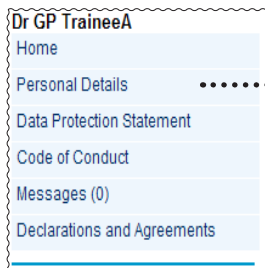 Dr GP TraineeA
Home
Personal Details
Data Protection Statement
Code of Conduct
Messages (0)
Declarations and Agreements